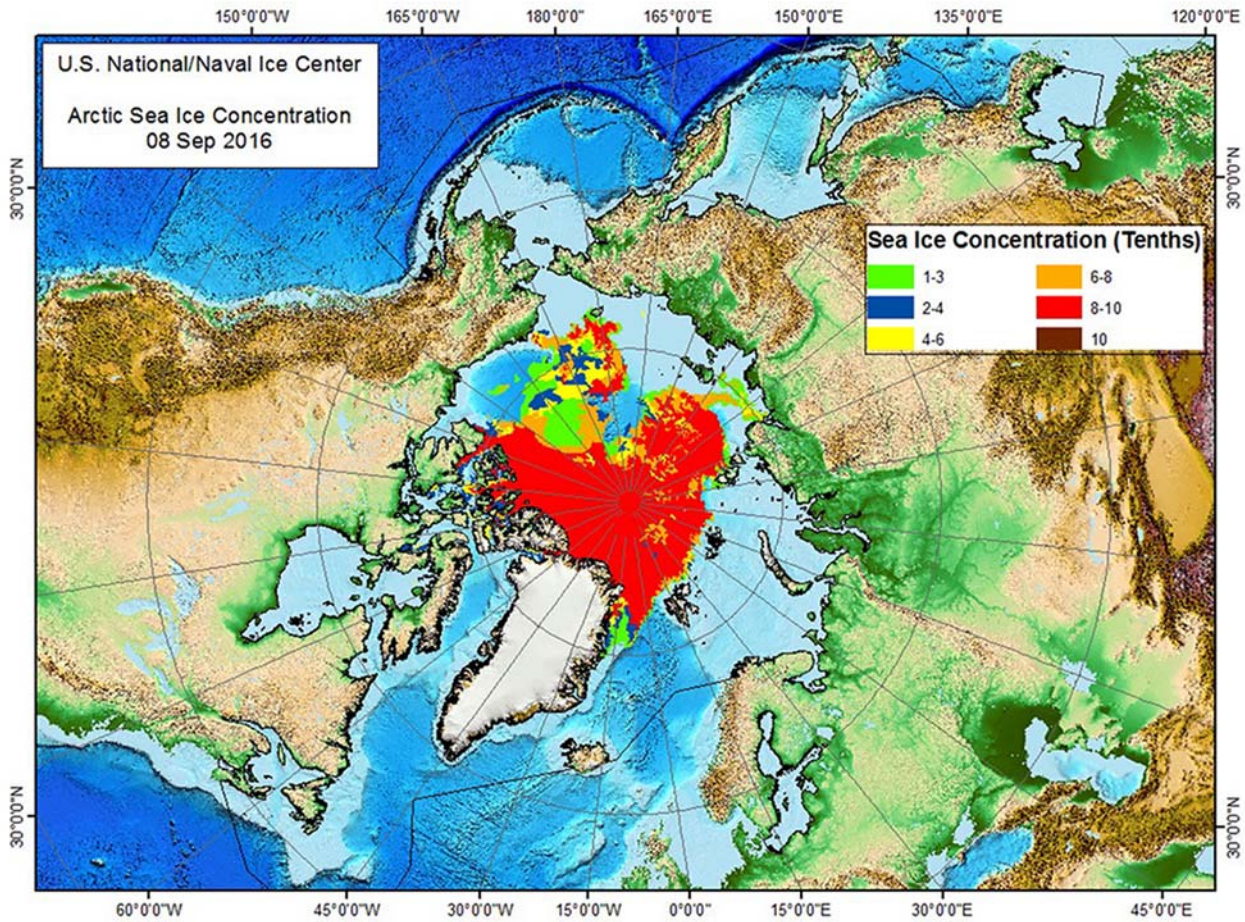 150°0'0"W 165°0'0"W 180°0'0" 165°0'0"E 150°0'0"E 135°0'0"E 120°0'0"E
U.S. National/Naval Ice Center
Arctic Sea Ice Concentration
08 Sep 2016
30°0'0"N
30°0'0"N
Sea Ice Concentration (Tenths)
1-3 6-8
2-4 8-10
4-6 10
30°0'0"N
30°0'0"N
60°0'0"W 45°0'0"W 30°0'0"W 15°0'0"W 0°0'0" 15°0'0"E 30°0'0"E 45°0'0"E